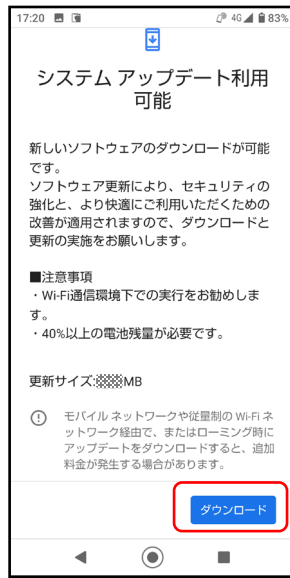 17:20 4G 83%
システム アップデート利用
可能
新しいソフトウェアのダウンロードが可能
です。
ソフトウェア更新により、セキュリティの
強化と、より快適にご利用いただくための
改善が適用されますので、ダウンロードと
更新の実施をお願いします。
■注意事項
・Wi-Fi通信環境下での実行をお勧めしま
す。
・40%以上の電池残量が必要です。
更新サイズ:MB
モバイル ネットワークや従量制の Wi-Fi ネ
ットワーク経由で、またはローミング時に
アップデートをダウンロードすると、追加
料金が発生する場合があります。
ダウンロード